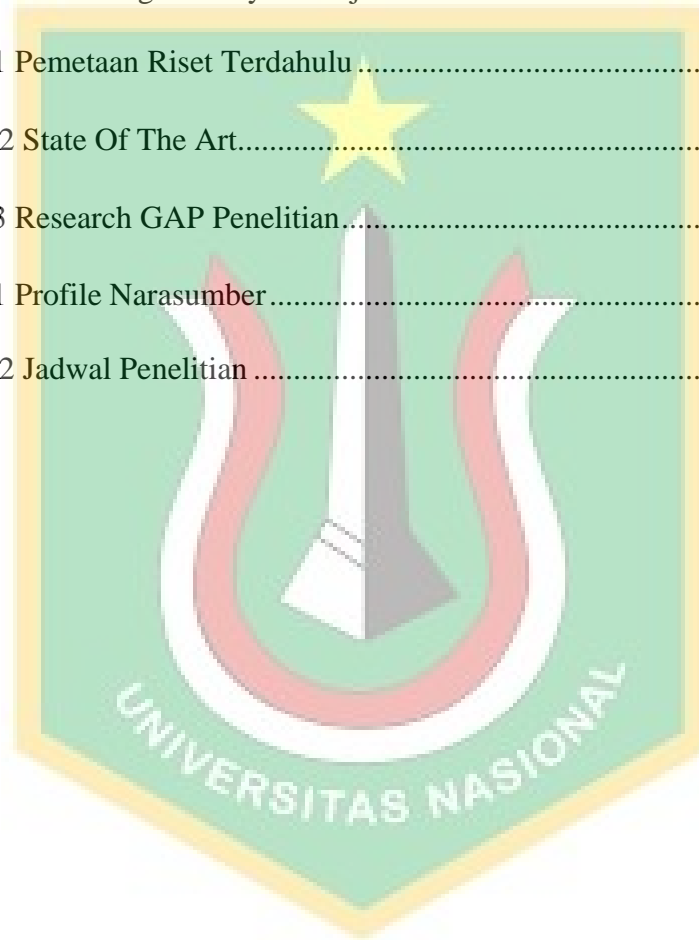 1 Pemetaan Riset Terdahulu ........................................
2 State Of The Art........................................................
3 Research GAP Penelitian...........................................
1 Profile Narasumber....................................................
2 Jadwal Penelitian .......................................................
UNIVERSITAS NASIONAL